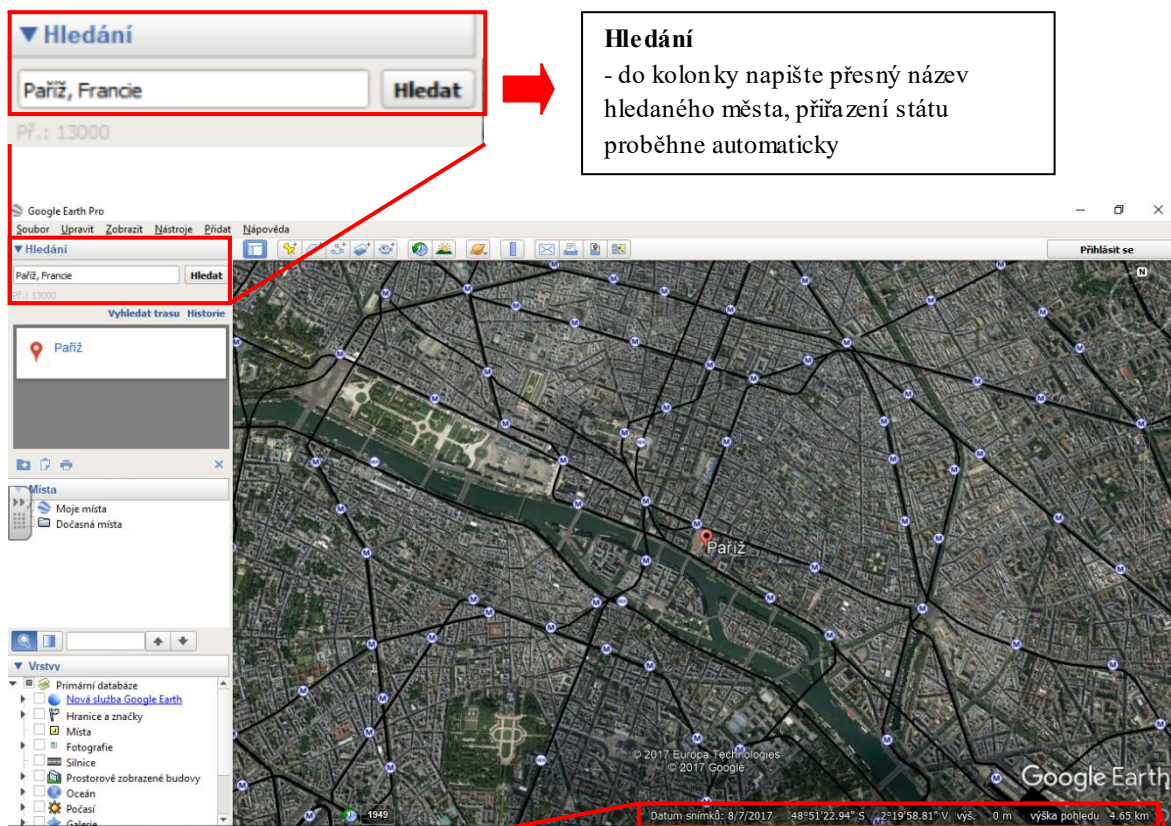 Hledání
Paříž, Francie
Hledat
Př.: 13000
Hledání
- do kolonky napište přesný název
hledaného města, přiřazení státu
proběhne automaticky
Google Earth Pro
Soubor Upravit Zobrazit Nástroje Přidat Nápověda
Hledání
Přihlásit se
Paříž, Francie
Hledat
Př.: 13000
N
Vyhledat trasu Historie
Paříž
Místa
Moje místa
Dočasná místa
Paříž
Vrstvy
Primární databáze
Nová služba Google Earth
Hranice a značky
Místa
Fotografie
Silnice
Prostorové zobrazené budovy
Oceán
Počasí
Galerie
© 2017 Europa Technologies
© 2017 Google
Google Earth
1949
Datum snímků: 8/7/2017 48°51'22.94" S 2°19'58.81" V výš. 0 m výška pohledu 4.65 km